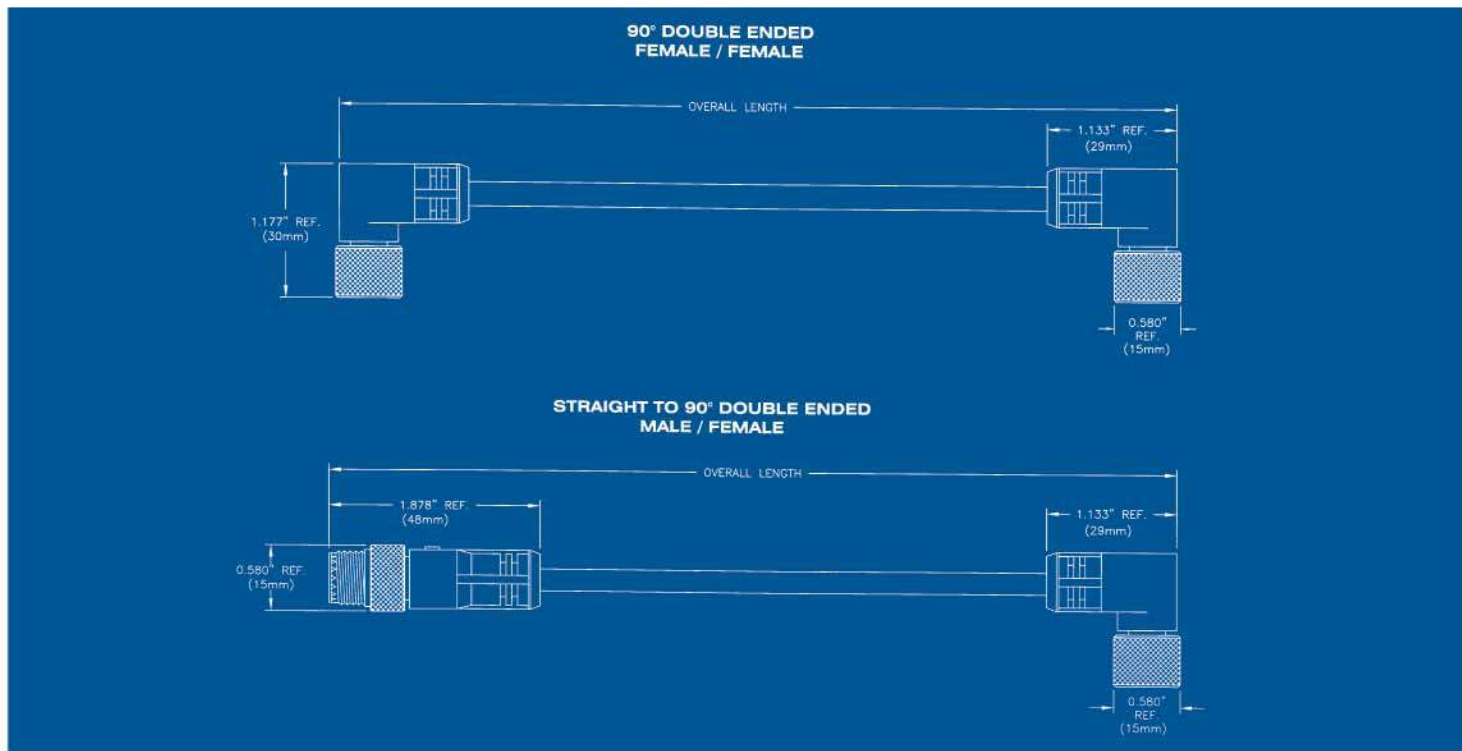 90° DOUBLE ENDED
FEMALE / FEMALE
OVERALL LENGTH
1.133" REF.
(29mm)
1.177" REF.
(30mm)
0.580"
REF.
(15mm)
STRAIGHT TO 90° DOUBLE ENDED
MALE / FEMALE
OVERALL LENGTH
1.878" REF.
(48mm)
1.133" REF.
(29mm)
0.580" REF.
(15mm)
0.580"
REF.
(15mm)